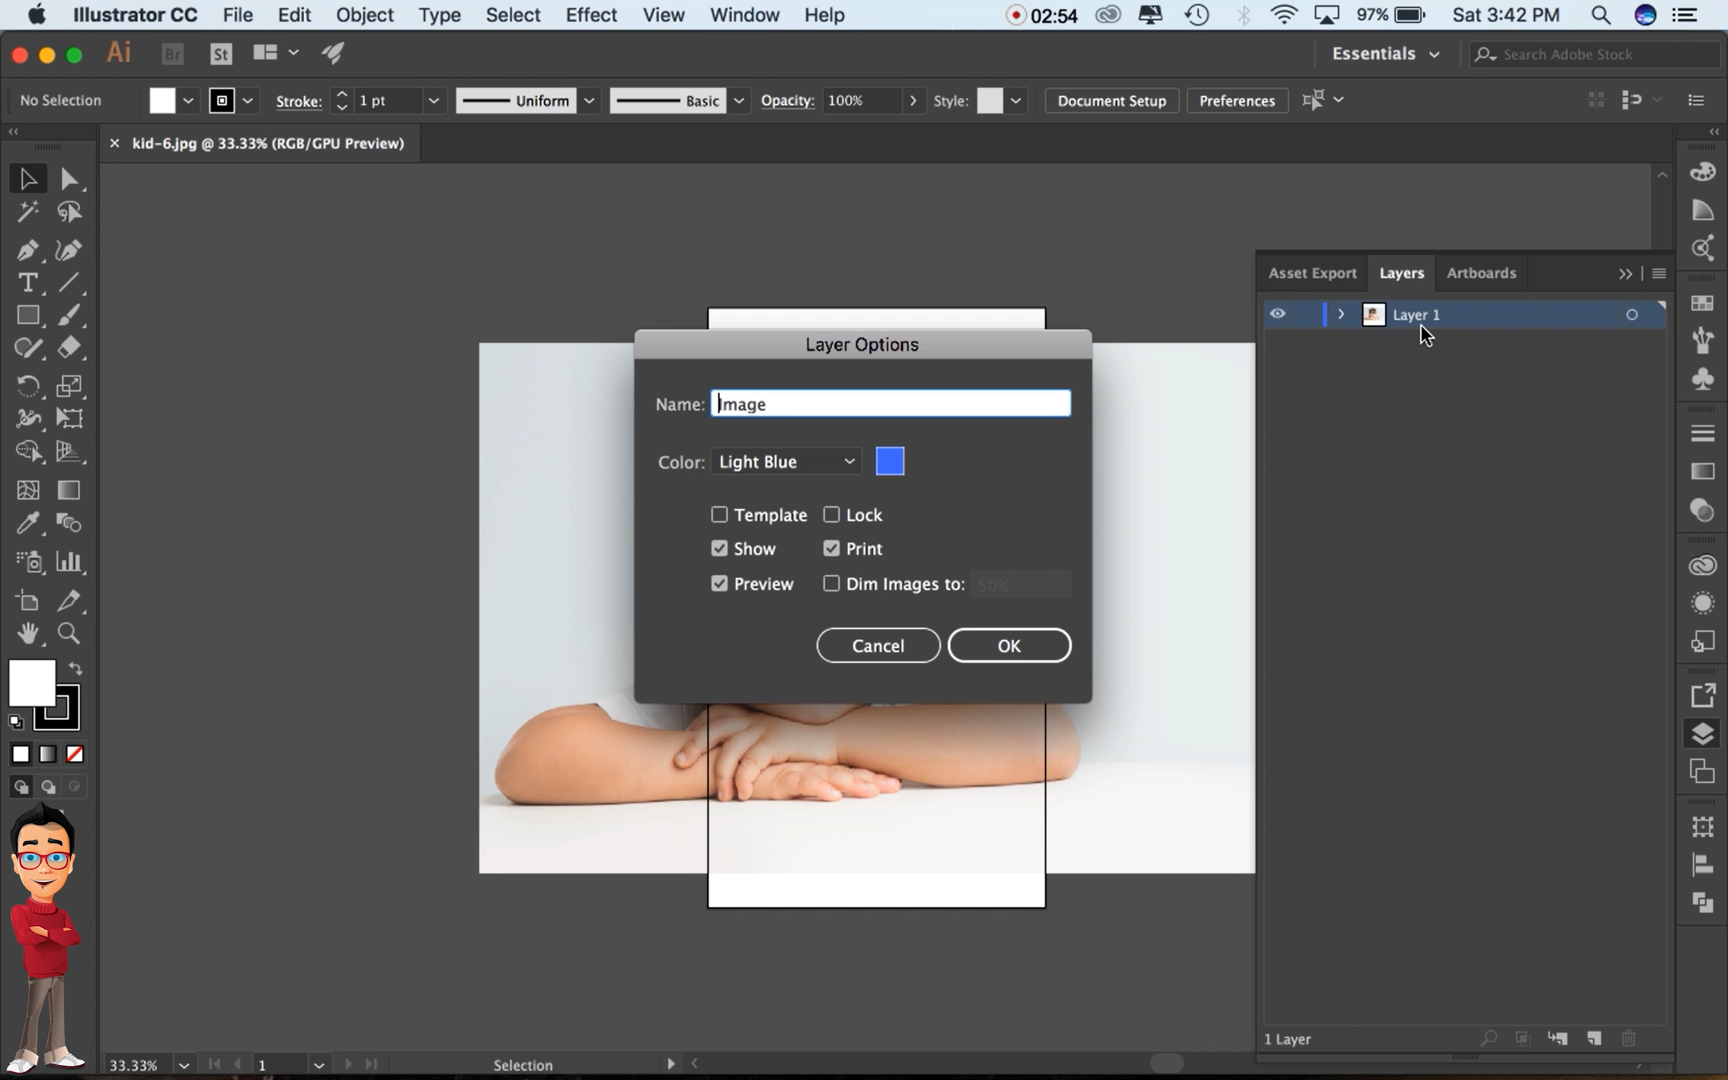 Illustrator CC File Edit Object Type Select Effect View Window Help 02:54 97% Sat 3:42 PM
Ai Br St Essentials Search Adobe Stock
No Selection Stroke: 1 pt Uniform Basic Opacity: 100% Style: Document Setup Preferences
× kid-6.jpg @ 33.33% (RGB/GPU Preview)
Asset Export Layers Artboards
Layer 1
Layer Options
Name: Image
Color: Light Blue
Template Lock
Show Print
Preview Dim Images to: 50%
Cancel OK
1 Layer
33.33% 1 Selection